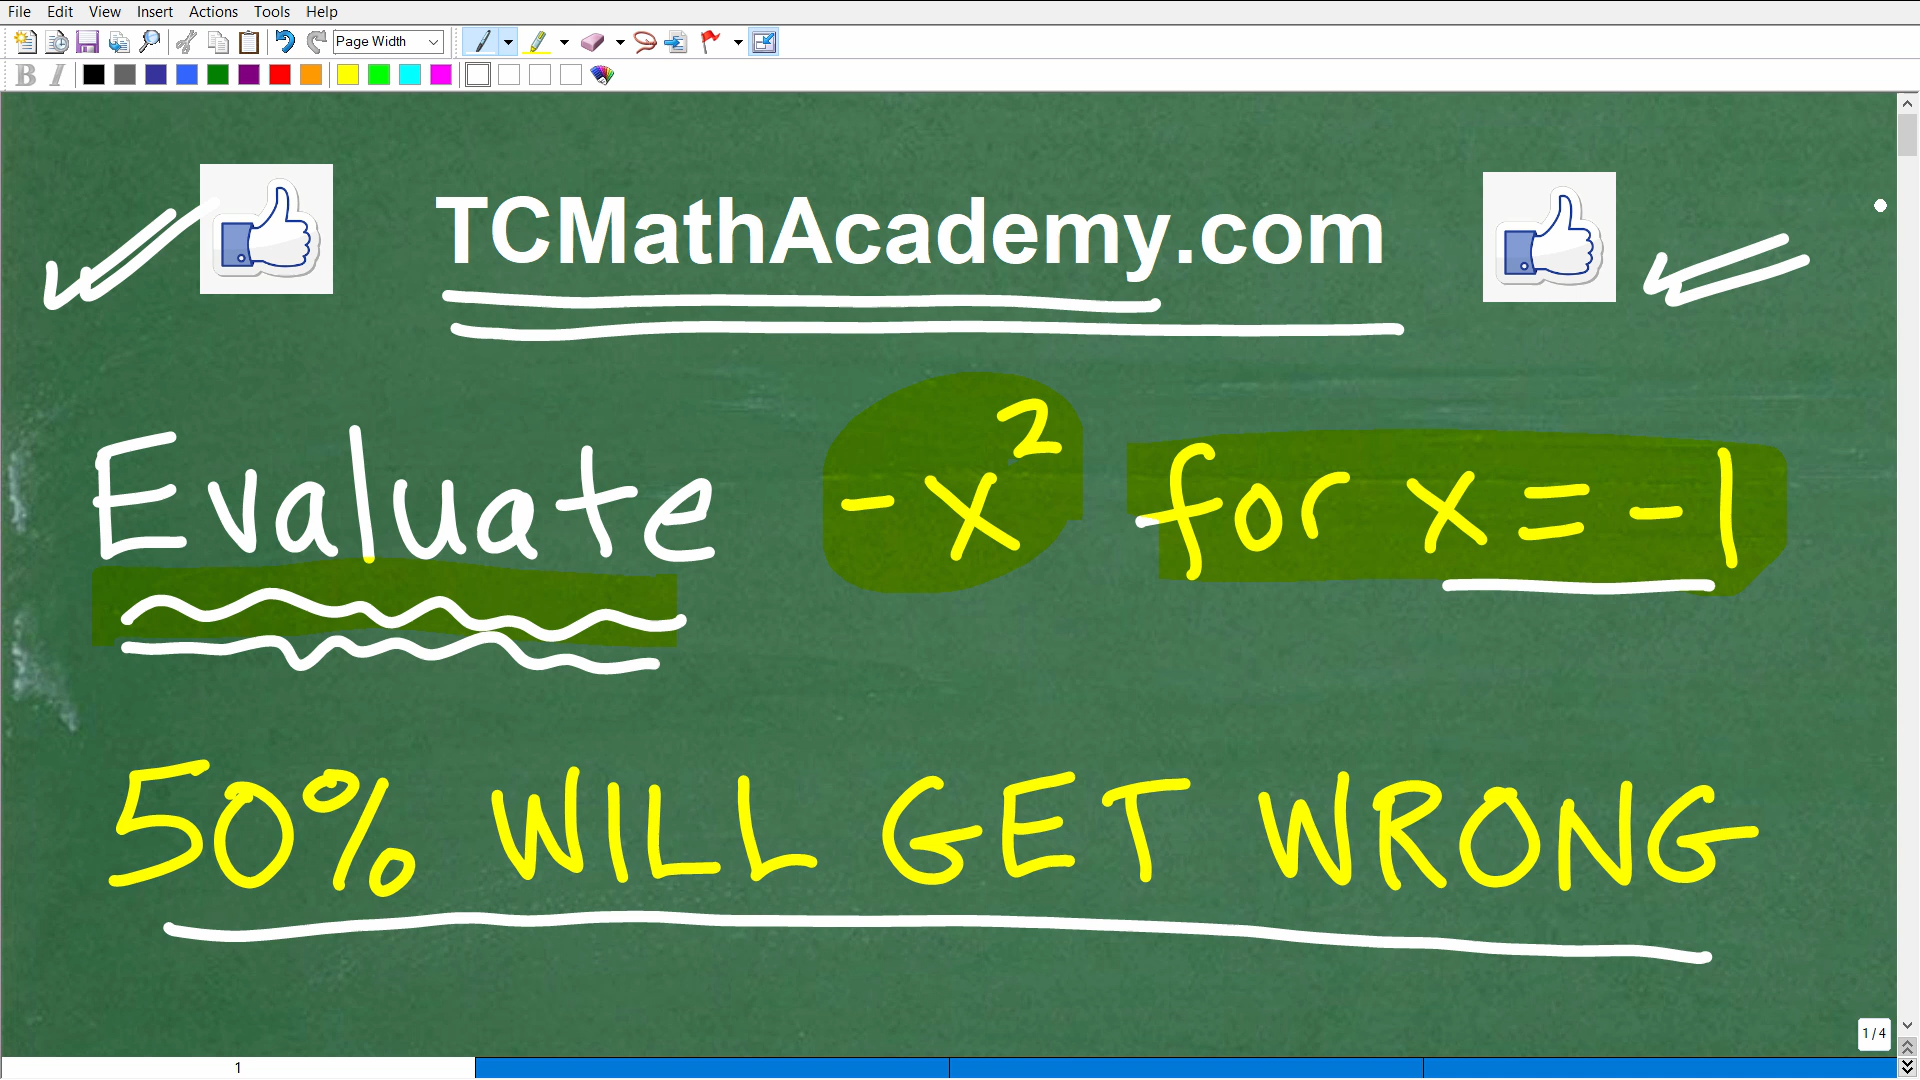 File Edit View Insert Actions Tools Help
Page Width
B I
TCMathAcademy.com
Evaluate -x² for x = -1
50% WILL GET WRONG
1 / 4
1